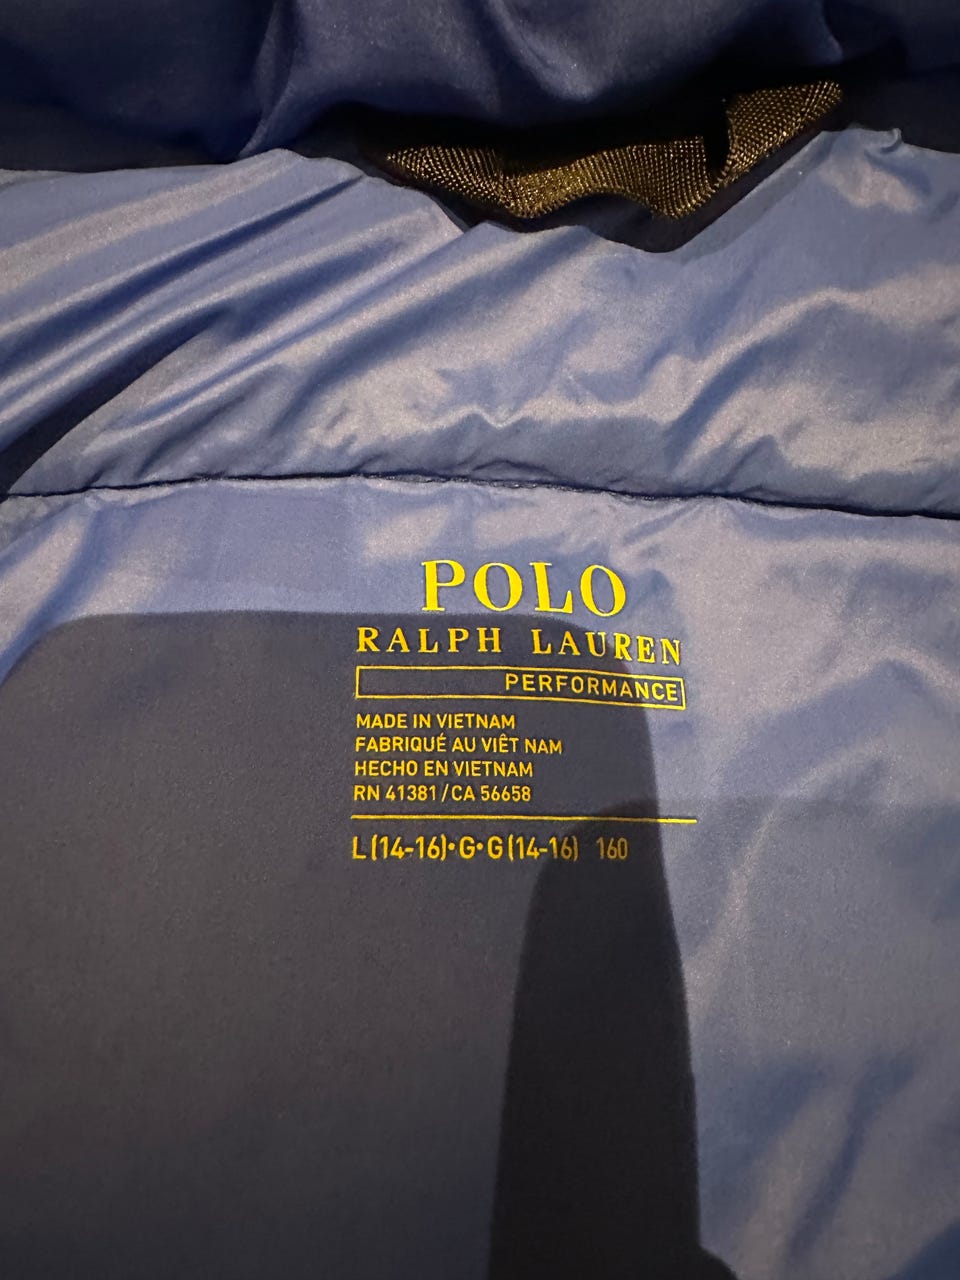 POLO
RALPH LAUREN
PERFORMANCE
MADE IN VIETNAM
FABRIQUÉ AU VIÊT NAM
HECHO EN VIETNAM
RN 41381/CA 56658
L(14-16)•G•G(14-16) 160